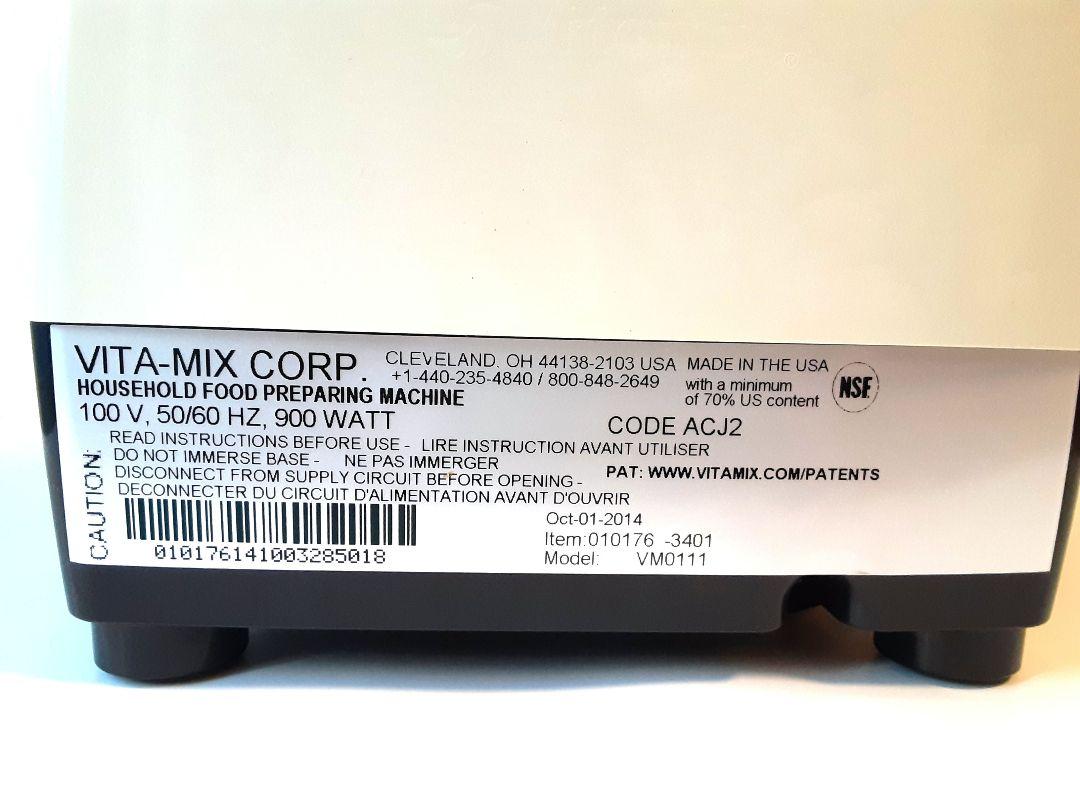 VITA-MIX CORP.
CLEVELAND, OH 44138-2103 USA
+1-440-235-4840 / 800-848-2649
MADE IN THE USA
with a minimum
of 70% US content
NSF
HOUSEHOLD FOOD PREPARING MACHINE
100 V, 50/60 HZ, 900 WATT
CODE ACJ2
CAUTION:
READ INSTRUCTIONS BEFORE USE - LIRE INSTRUCTION AVANT UTILISER
DO NOT IMMERSE BASE - NE PAS IMMERGER
DISCONNECT FROM SUPPLY CIRCUIT BEFORE OPENING -
DECONNECTER DU CIRCUIT D'ALIMENTATION AVANT D'OUVRIR
PAT: WWW.VITAMIX.COM/PATENTS
010176141003285018
Oct-01-2014
Item:010176 -3401
Model: VM0111